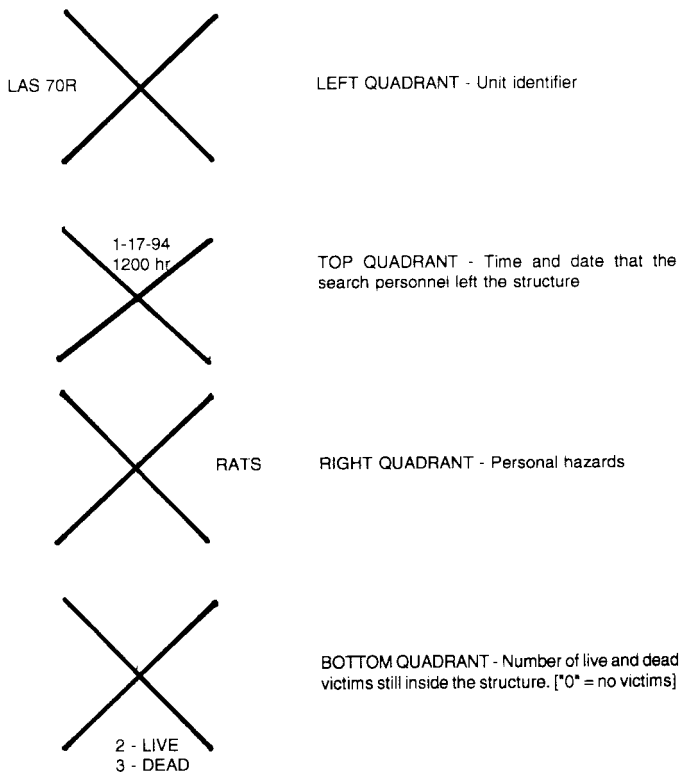 LAS 70R
LEFT QUADRANT - Unit identifier
1-17-94
1200 hr
TOP QUADRANT - Time and date that the
search personnel left the structure
RATS
RIGHT QUADRANT - Personal hazards
BOTTOM QUADRANT - Number of live and dead
victims still inside the structure. ["0" = no victims]
2 - LIVE
3 - DEAD